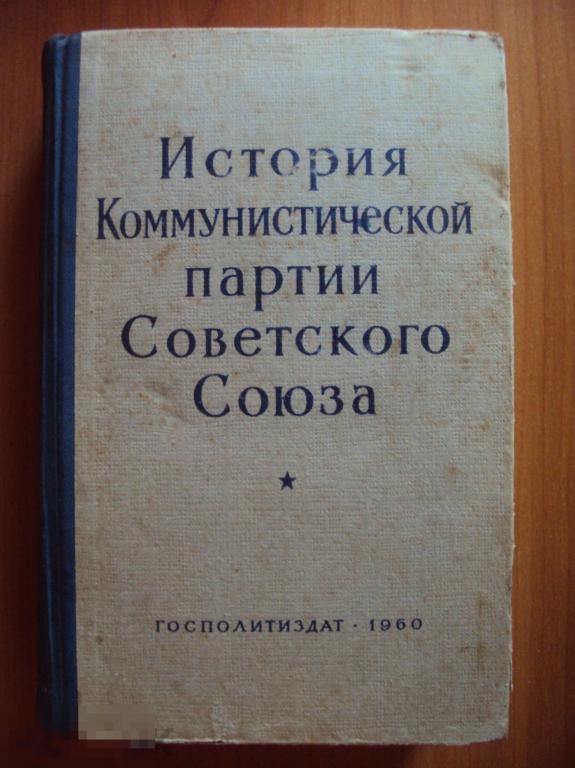 История
Коммунистической
партии
Советского
Союза
ГОСПОЛИТИЗДАТ · 1960